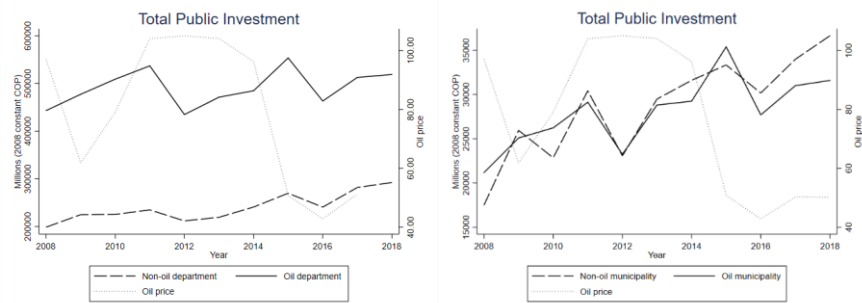 Total Public Investment
Millions (2008 constant COP)
600000
500000
400000
300000
200000
100.00
80.00
60.00
40.00
Oil price
2008
2010
2012
2014
2016
2018
Year
Non-oil department
Oil department
Oil price
Total Public Investment
Millions (2008 constant COP)
35000
30000
25000
20000
15000
100.00
80.00
60.00
40
Oil price
2008
2010
2012
2014
2016
2018
Year
Non-oil municipality
Oil municipality
Oil price